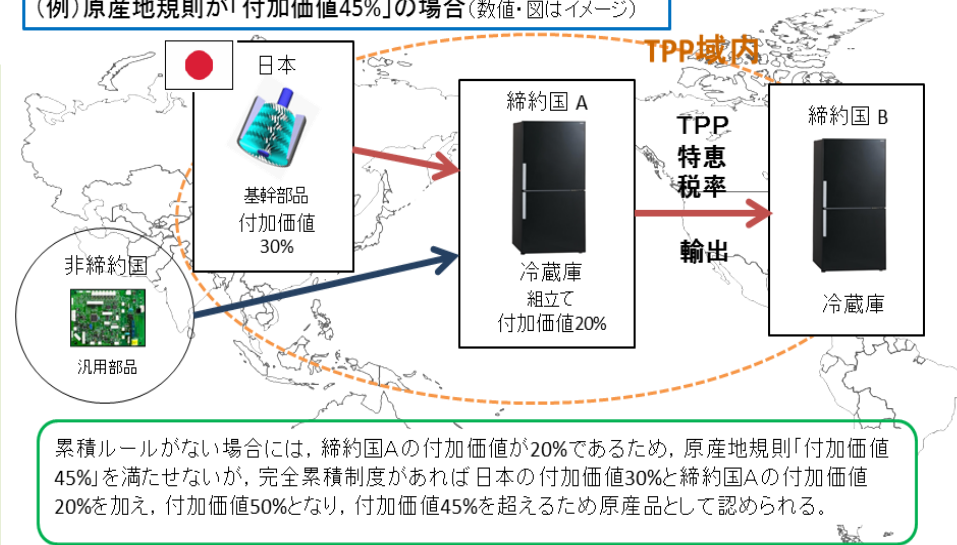 (例)原産地規則が「付加価値45%」の場合(数値・図はイメージ)
TPP域内
日本
基幹部品
付加価値
30%
非締約国
汎用部品
締約国 A
冷蔵庫
組立て
付加価値20%
TPP
特恵
税率
輸出
締約国 B
冷蔵庫
累積ルールがない場合には,締約国Aの付加価値が20%であるため,原産地規則「付加価値
45%」を満たせないが,完全累積制度があれば日本の付加価値30%と締約国Aの付加価値
20%を加え,付加価値50%となり,付加価値45%を超えるため原産品として認められる。